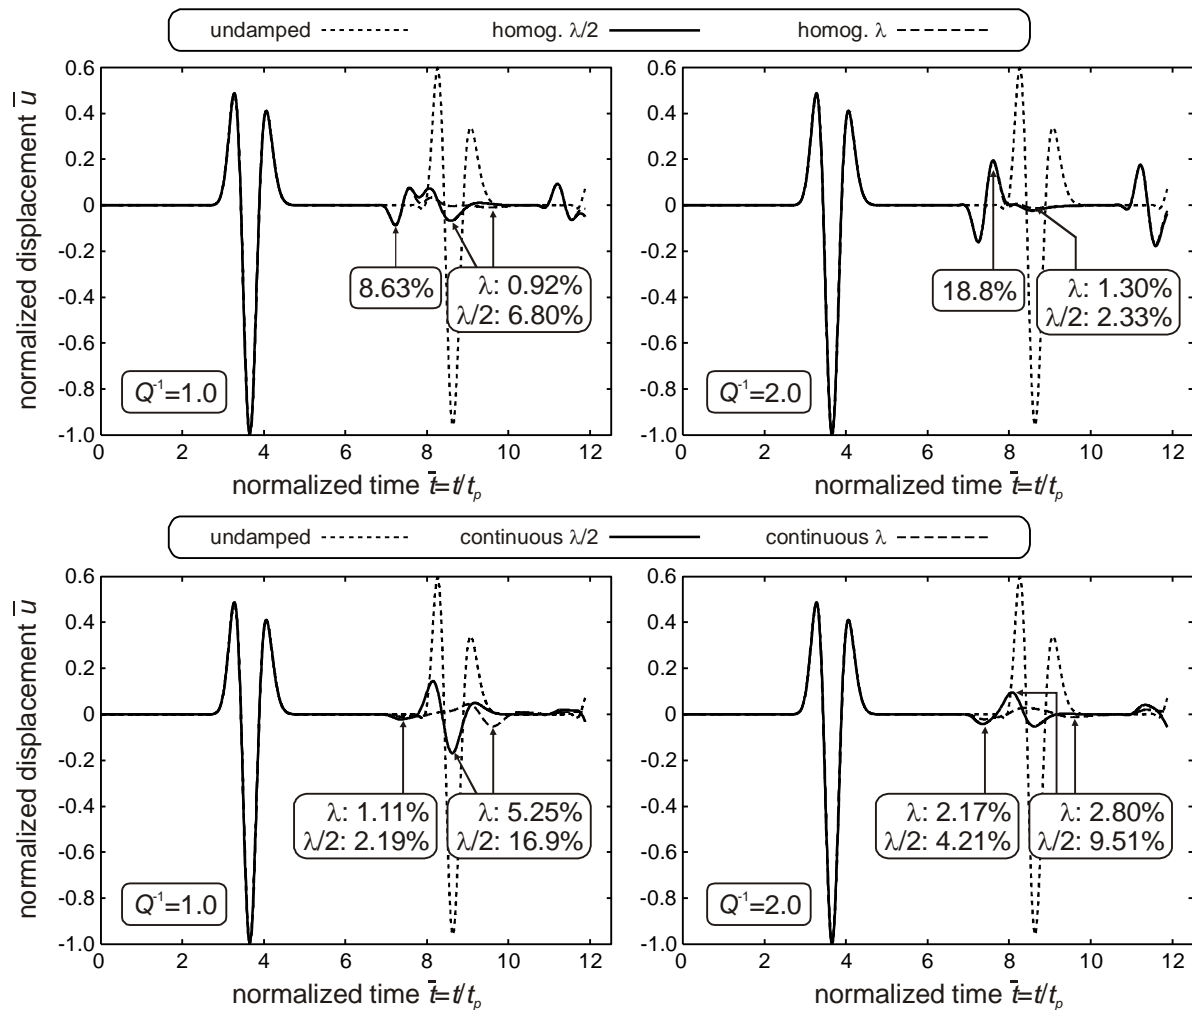 undamped homog. λ/2 homog. λ
normalized displacement u̅
0.6
0.4
0.2
0
-0.2
-0.4
-0.6
-0.8
-1.0
8.63%
λ: 0.92%
λ/2: 6.80%
Q⁻¹=1.0
0 2 4 6 8 10 12
normalized time t̅=t/tₚ
0.6
0.4
0.2
0
-0.2
-0.4
-0.6
-0.8
-1.0
18.8%
λ: 1.30%
λ/2: 2.33%
Q⁻¹=2.0
0 2 4 6 8 10 12
normalized time t̅=t/tₚ
undamped continuous λ/2 continuous λ
normalized displacement u̅
0.6
0.4
0.2
0
-0.2
-0.4
-0.6
-0.8
-1.0
λ: 1.11%
λ/2: 2.19%
λ: 5.25%
λ/2: 16.9%
Q⁻¹=1.0
0 2 4 6 8 10 12
normalized time t̅=t/tₚ
0.6
0.4
0.2
0
-0.2
-0.4
-0.6
-0.8
-1.0
λ: 2.17%
λ/2: 4.21%
λ: 2.80%
λ/2: 9.51%
Q⁻¹=2.0
0 2 4 6 8 10 12
normalized time t̅=t/tₚ